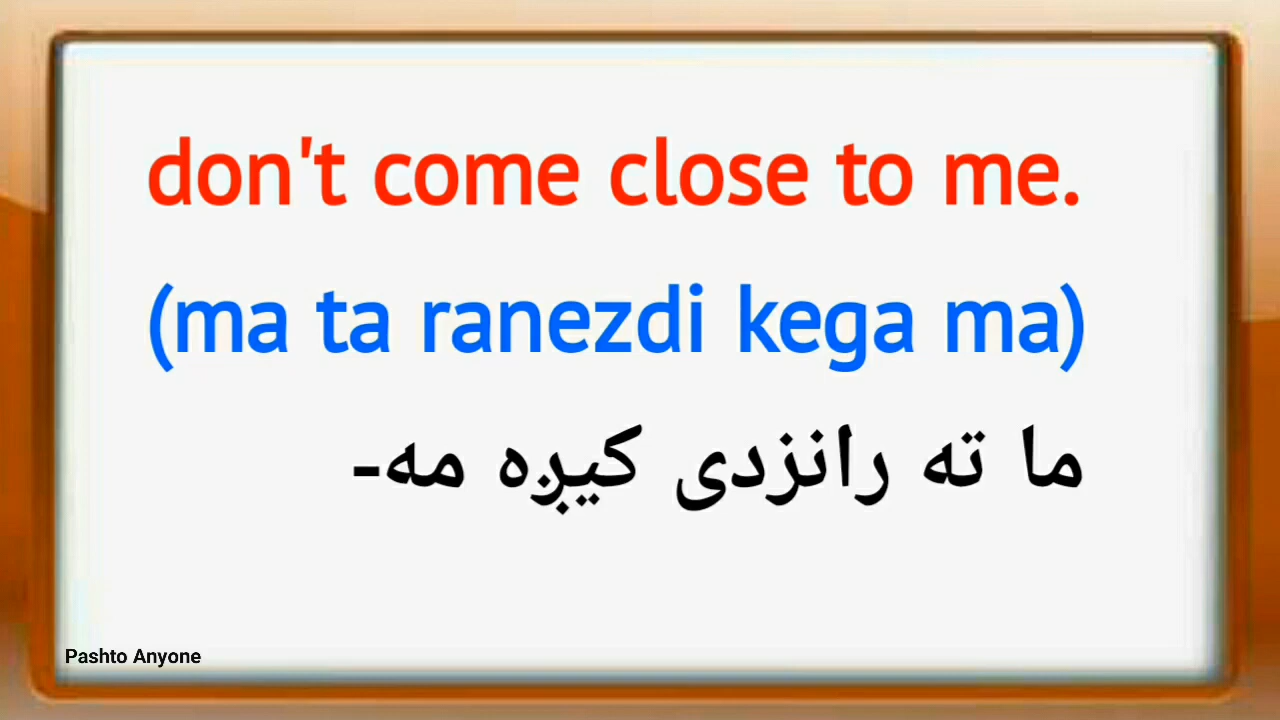 don't come close to me.
(ma ta ranezdi kega ma)
ما ته رانزدی کیږه مه-
Pashto Anyone